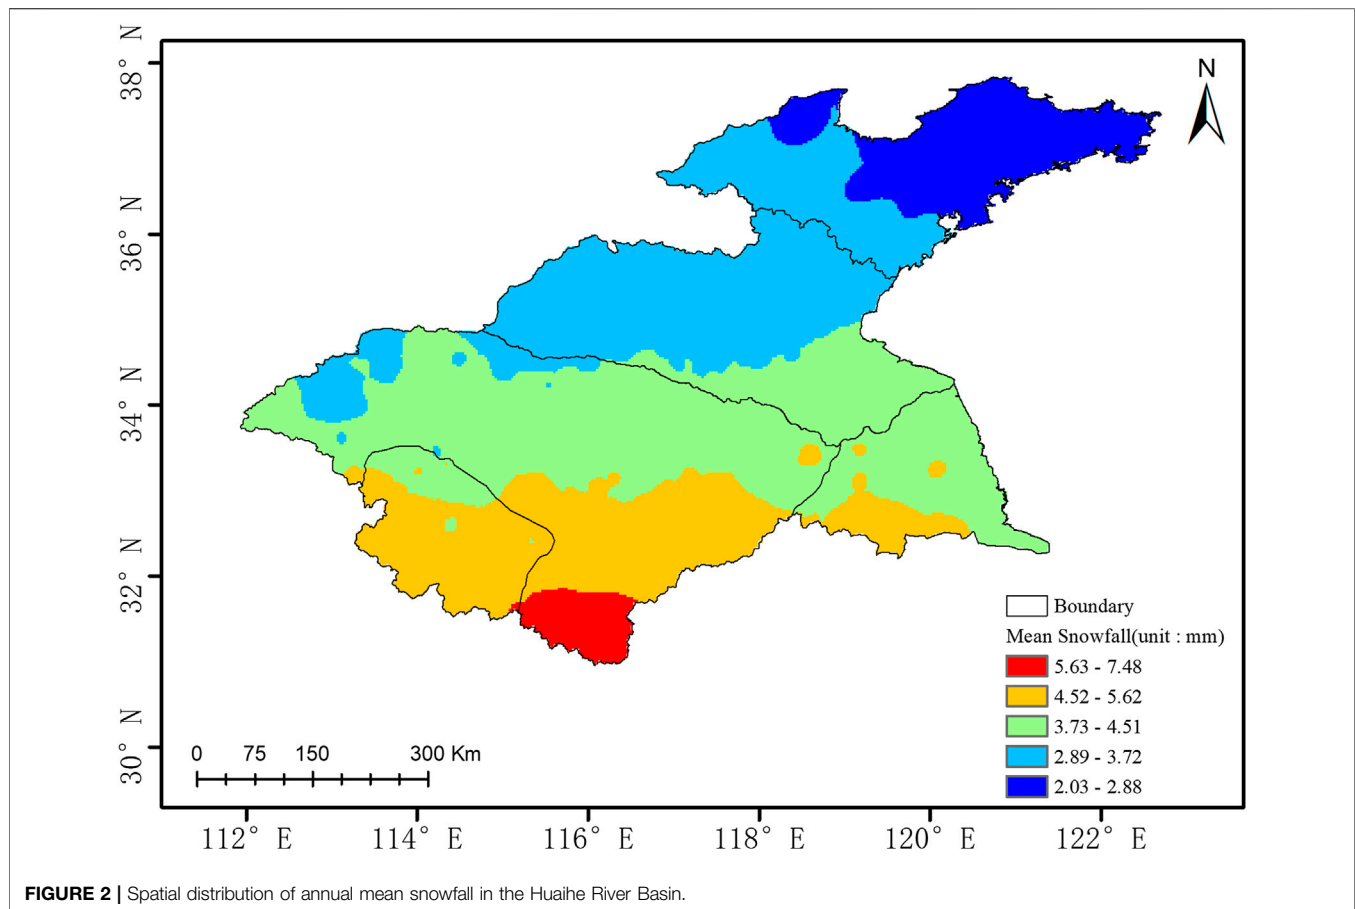 N
38° N
36° N
34° N
32° N
30° N
Boundary
Mean Snowfall(unit : mm)
5.63 - 7.48
4.52 - 5.62
3.73 - 4.51
2.89 - 3.72
2.03 - 2.88
0 75 150 300 Km
112° E 114° E 116° E 118° E 120° E 122° E
FIGURE 2 | Spatial distribution of annual mean snowfall in the Huaihe River Basin.